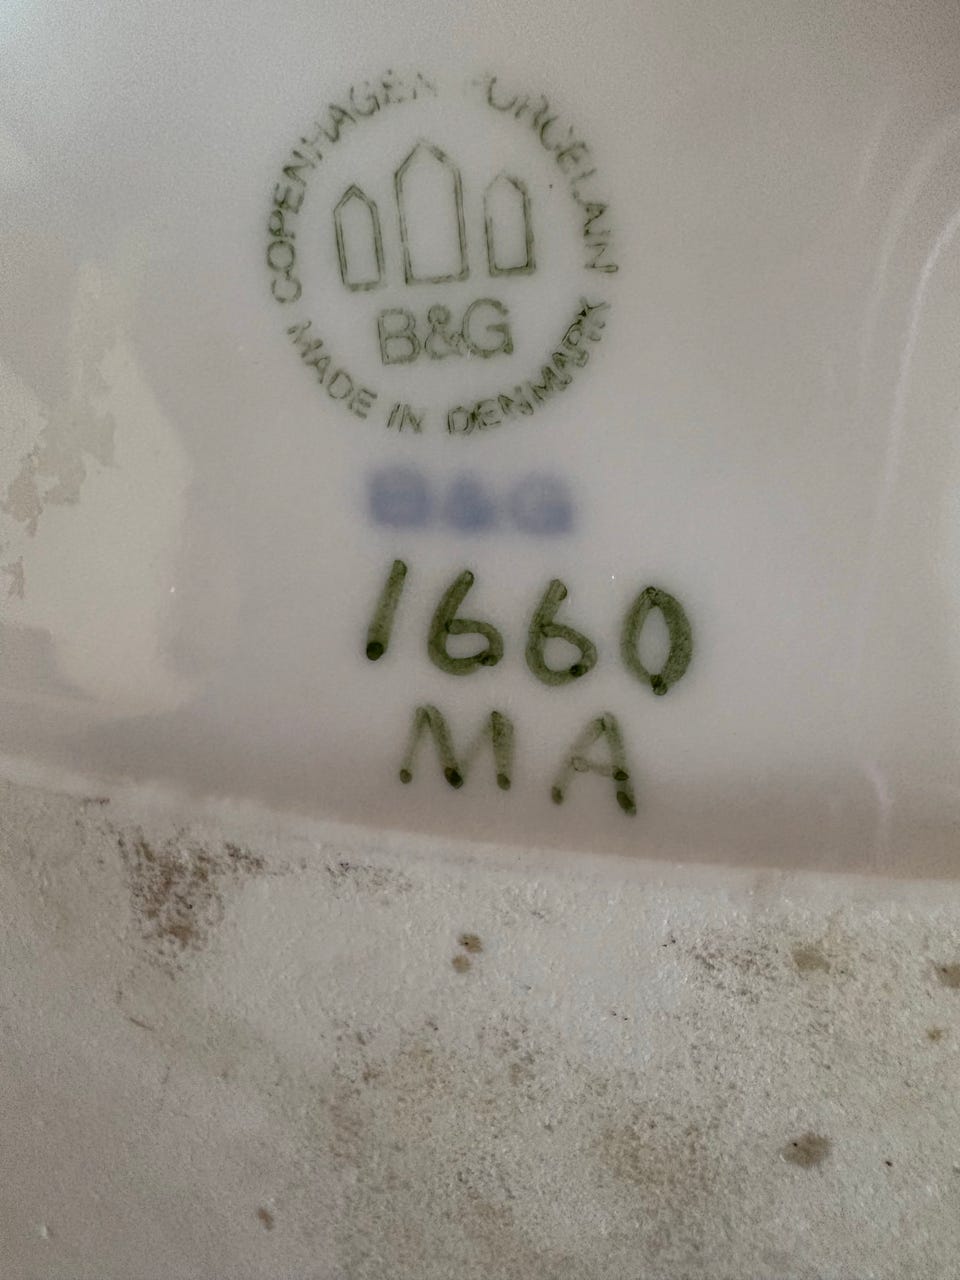 COPENHAGEN PORCELAIN
B&G
MADE IN DENMARK
B&G
1660
MA